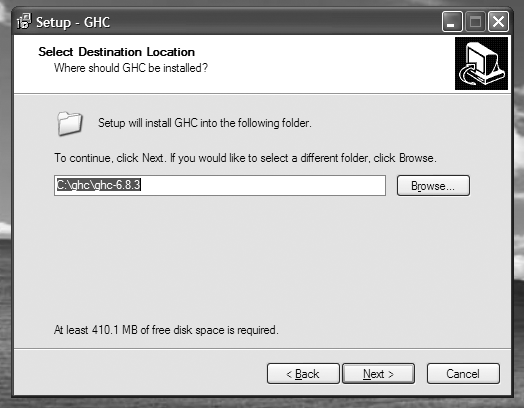 Setup - GHC
Select Destination Location
Where should GHC be installed?
Setup will install GHC into the following folder.
To continue, click Next. If you would like to select a different folder, click Browse.
C:\ghc\ghc-6.8.3
Browse...
At least 410.1 MB of free disk space is required.
< Back
Next >
Cancel